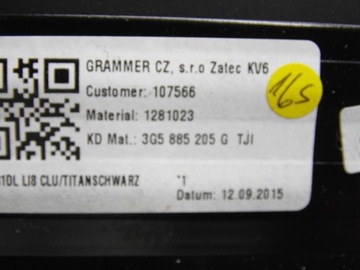 GRAMMER CZ, s.r.o Zatec KV6
165
Customer: 107566
Material: 1281023
KD Mat.: 3G5 885 205 G TJI
CLU/TITANSCHWARZ "1
Datum: 12.09.2015